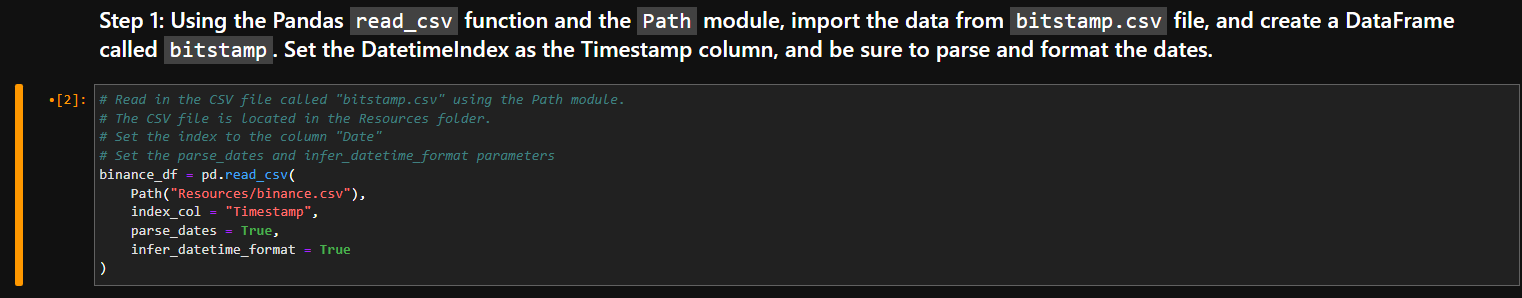 Step 1: Using the Pandas read_csv function and the Path module, import the data from bitstamp.csv file, and create a DataFrame
called bitstamp. Set the DatetimeIndex as the Timestamp column, and be sure to parse and format the dates.
•[2]: # Read in the CSV file called "bitstamp.csv" using the Path module.
# The CSV file is located in the Resources folder.
# Set the index to the column "Date"
# Set the parse_dates and infer_datetime_format parameters
binance_df = pd.read_csv(
    Path("Resources/binance.csv"),
    index_col = "Timestamp",
    parse_dates = True,
    infer_datetime_format = True
)